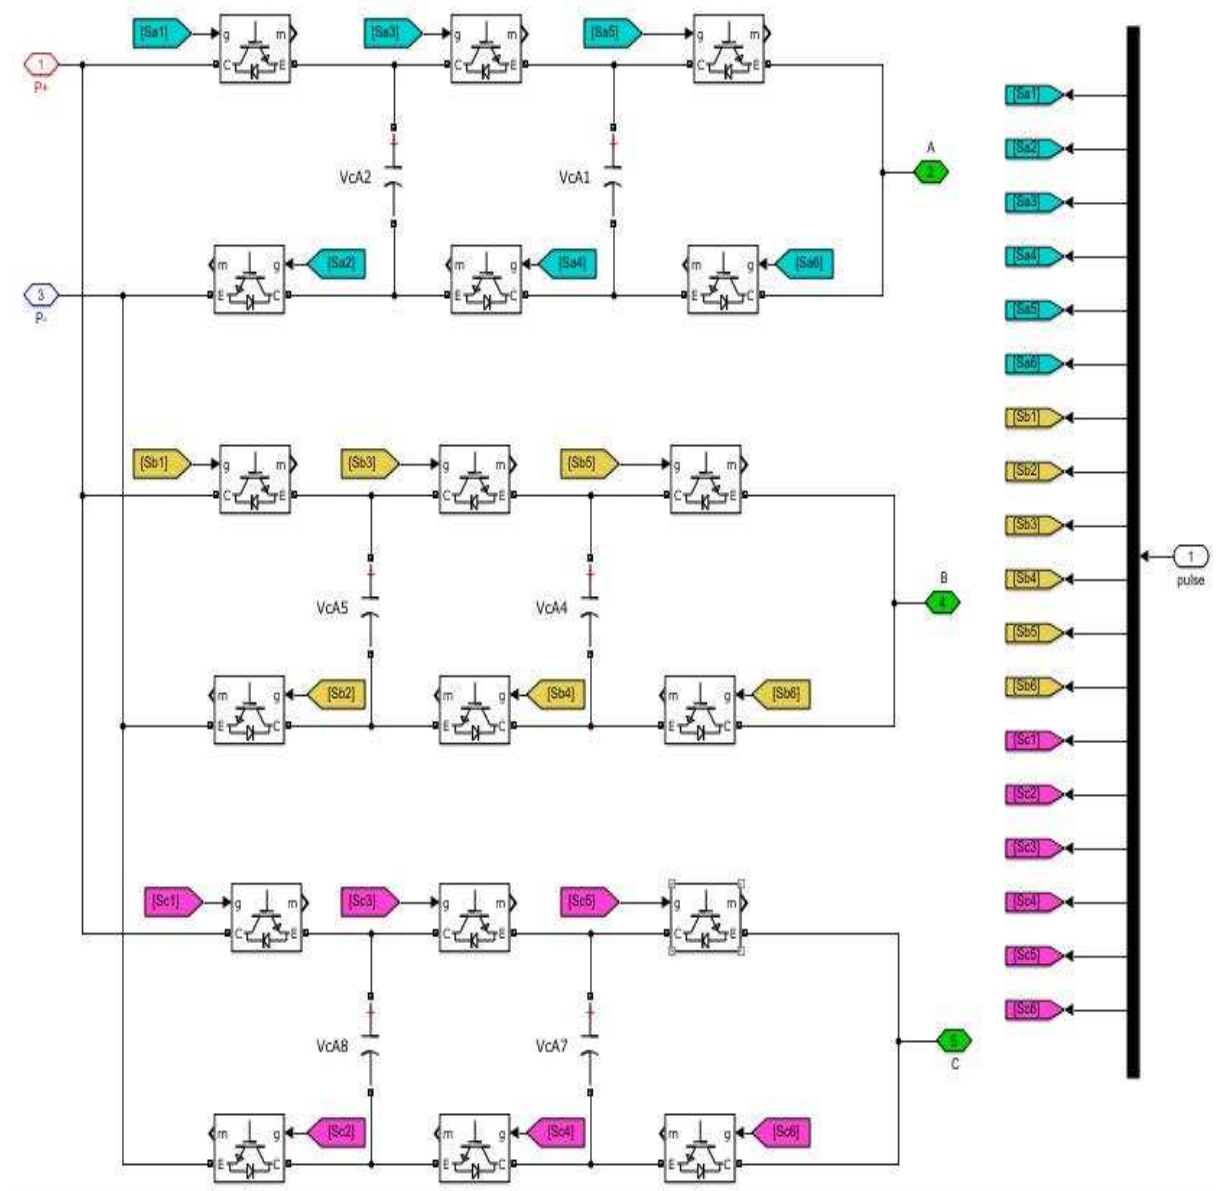 [Sa1] [Sa3] [Sa5]
g m g m g m
1 C E C E C E
P+
[Sa1]
A
[Sa2]
VcA2 VcA1 2
[Sa3]
m g [Sa2] m g [Sa4] m g [Sa6] [Sa4]
3 E C E C E C
P-
[Sa5]
[Sa6]
[Sb1]
[Sb1] [Sb3] [Sb5]
g m g m g m [Sb2]
C E C E C E
[Sb3]
1
pulse
B [Sb4]
VcA5 VcA4 4
[Sb5]
m g [Sb2] m g [Sb4] m g [Sb6] [Sb6]
E C E C E C
[Sc1]
[Sc2]
[Sc3]
[Sc1] [Sc3] [Sc5] [Sc4]
g m g m g m
C E C E C E
[Sc5]
[Sc6]
VcA8 VcA7 5
C
m g [Sc2] m g [Sc4] m g [Sc6]
E C E C E C